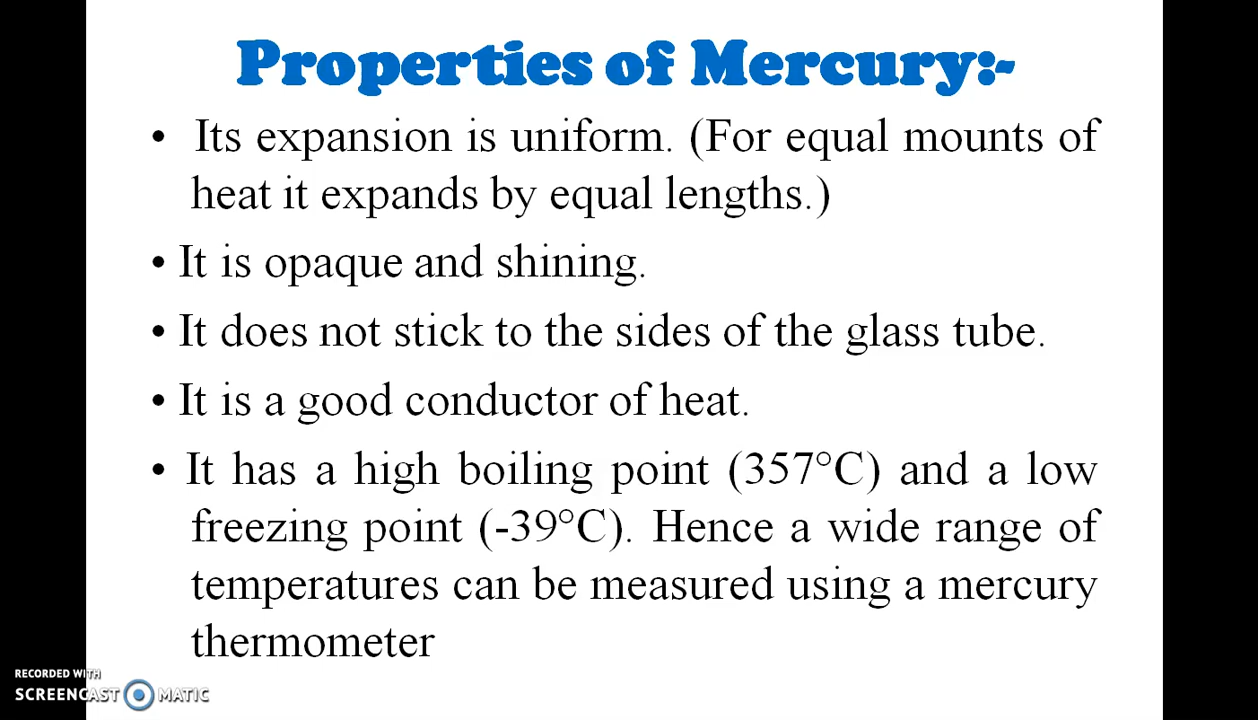 Properties of Mercury:-
• Its expansion is uniform. (For equal mounts of
heat it expands by equal lengths.)
• It is opaque and shining.
• It does not stick to the sides of the glass tube.
• It is a good conductor of heat.
• It has a high boiling point (357°C) and a low
freezing point (-39°C). Hence a wide range of
temperatures can be measured using a mercury
thermometer
RECORDED WITH
SCREENCAST MATIC